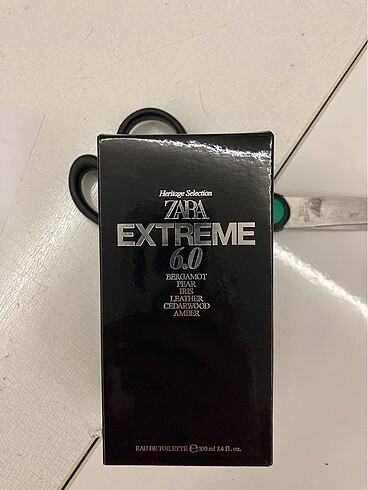 Heritage Selection
ZARA
EXTREME
6.0
BERGAMOT
PEAR
IRIS
LEATHER
CEDARWOOD
AMBER
EAU DE TOILETTE ℮ 100 ml 3.4 fl. oz.